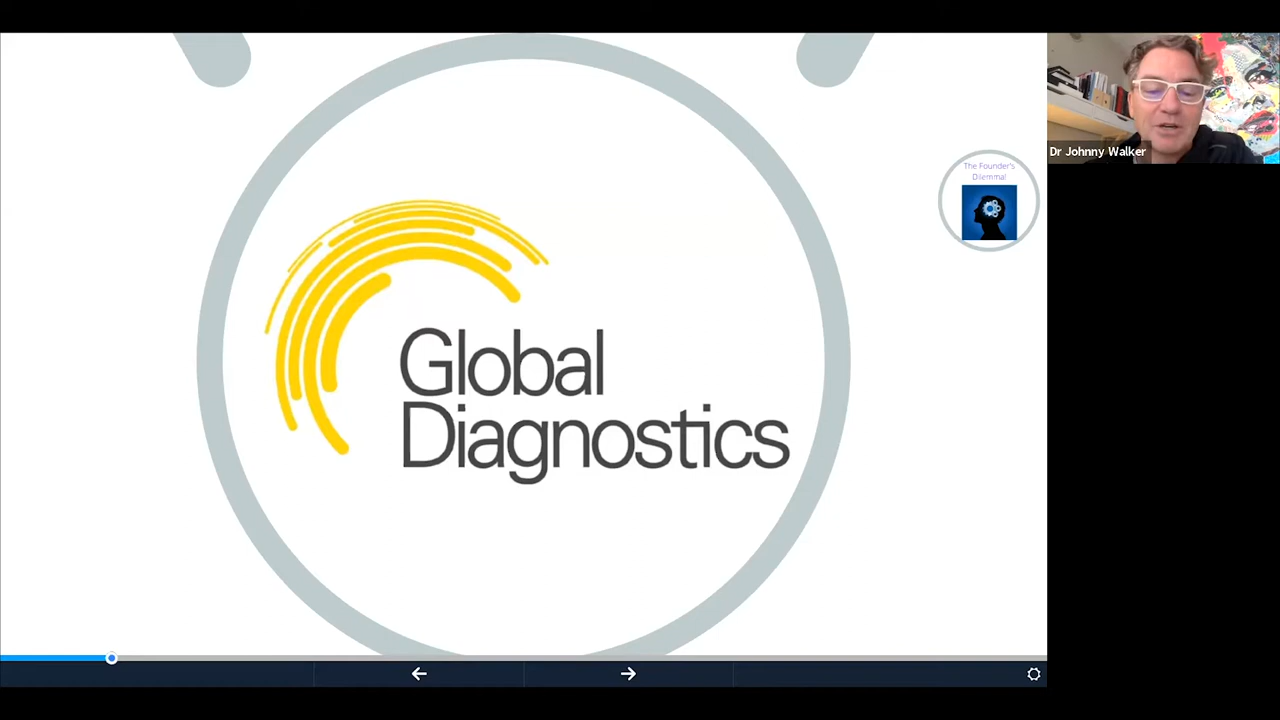 Global
Diagnostics
The Founder's
Dilemma!
Dr Johnny Walker